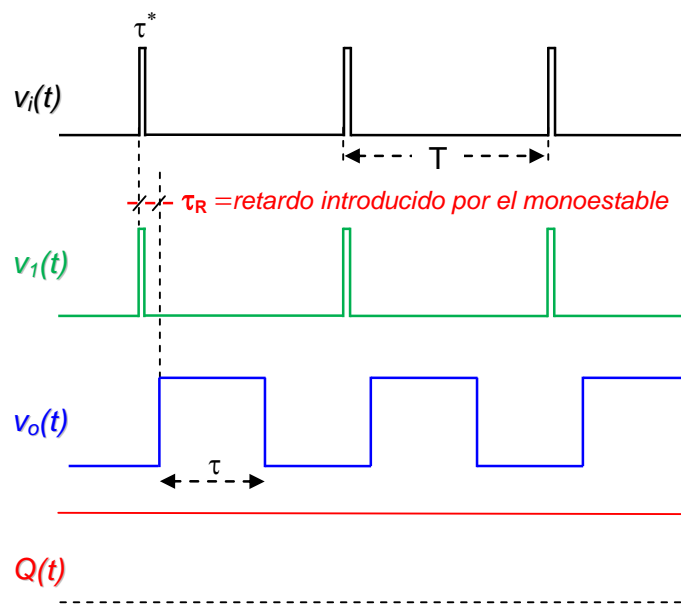 τ*
vi(t)
T
τR =retardo introducido por el monoestable
v1(t)
vo(t)
τ
Q(t)